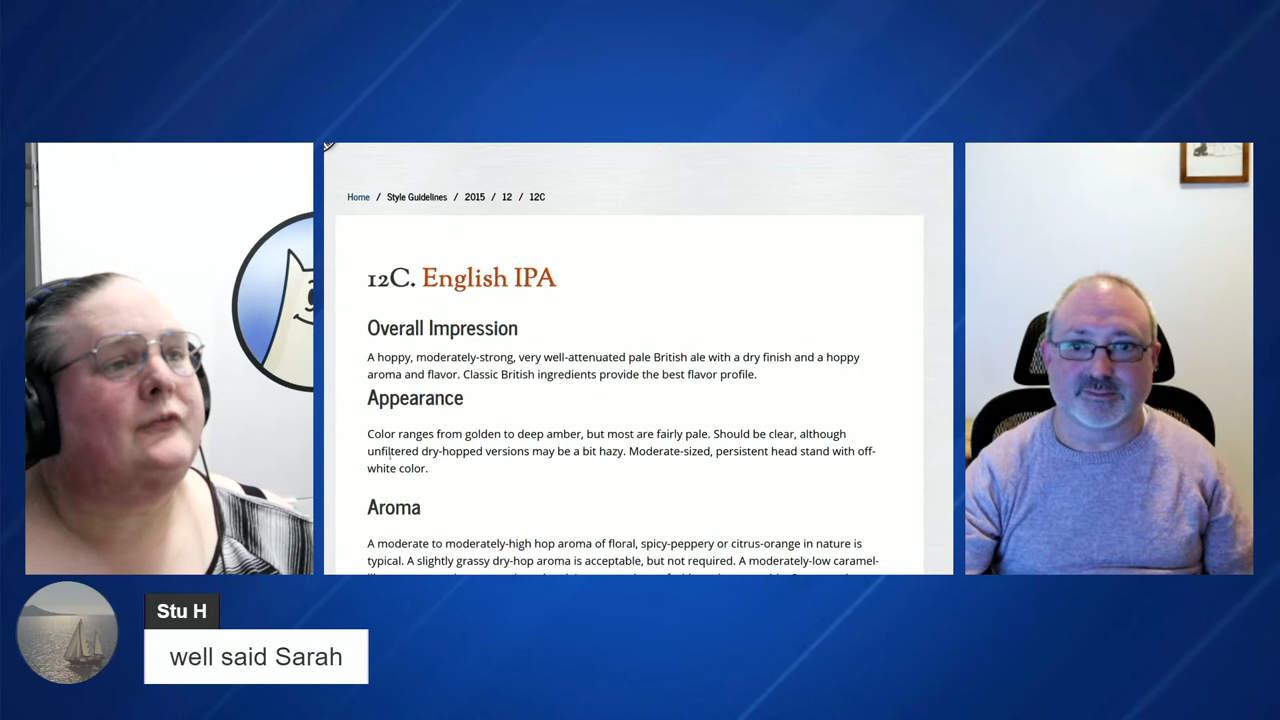 Home / Style Guidelines / 2015 / 12 / 12C
12C. English IPA
Overall Impression
A hoppy, moderately-strong, very well-attenuated pale British ale with a dry finish and a hoppy
aroma and flavor. Classic British ingredients provide the best flavor profile.
Appearance
Color ranges from golden to deep amber, but most are fairly pale. Should be clear, although
unfiltered dry-hopped versions may be a bit hazy. Moderate-sized, persistent head stand with off-
white color.
Aroma
A moderate to moderately-high hop aroma of floral, spicy-peppery or citrus-orange in nature is
typical. A slightly grassy dry-hop aroma is acceptable, but not required. A moderately-low caramel-
Stu H
well said Sarah